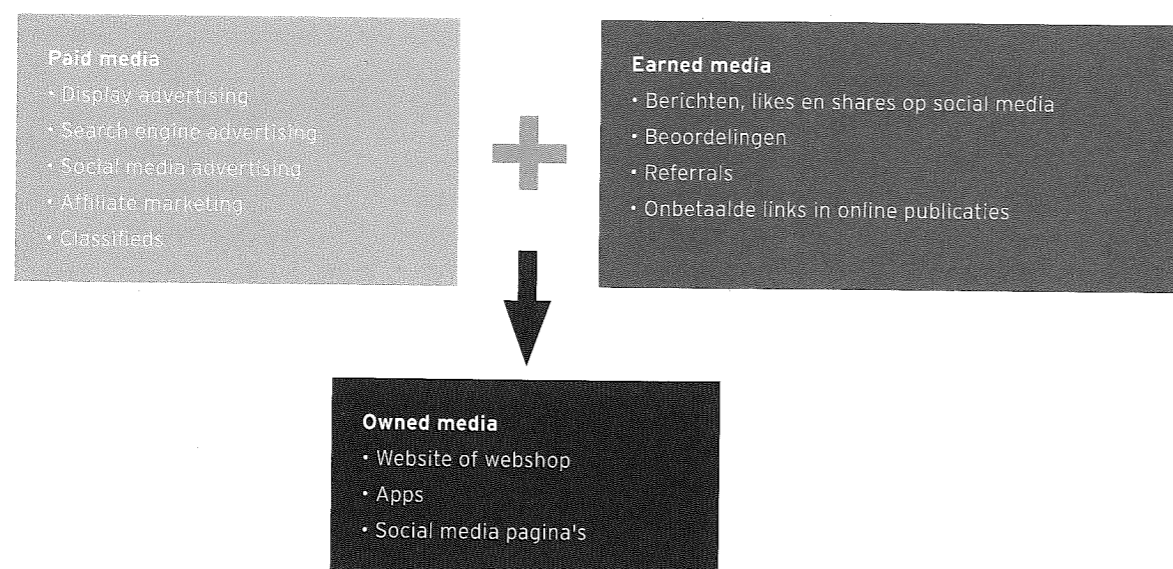 Paid media
• Display advertising
• Search engine advertising
• Social media advertising
• Affiliate marketing
• Classifieds
Earned media
• Berichten, likes en shares op social media
• Beoordelingen
• Referrals
• Onbetaalde links in online publicaties
Owned media
• Website of webshop
• Apps
• Social media pagina's